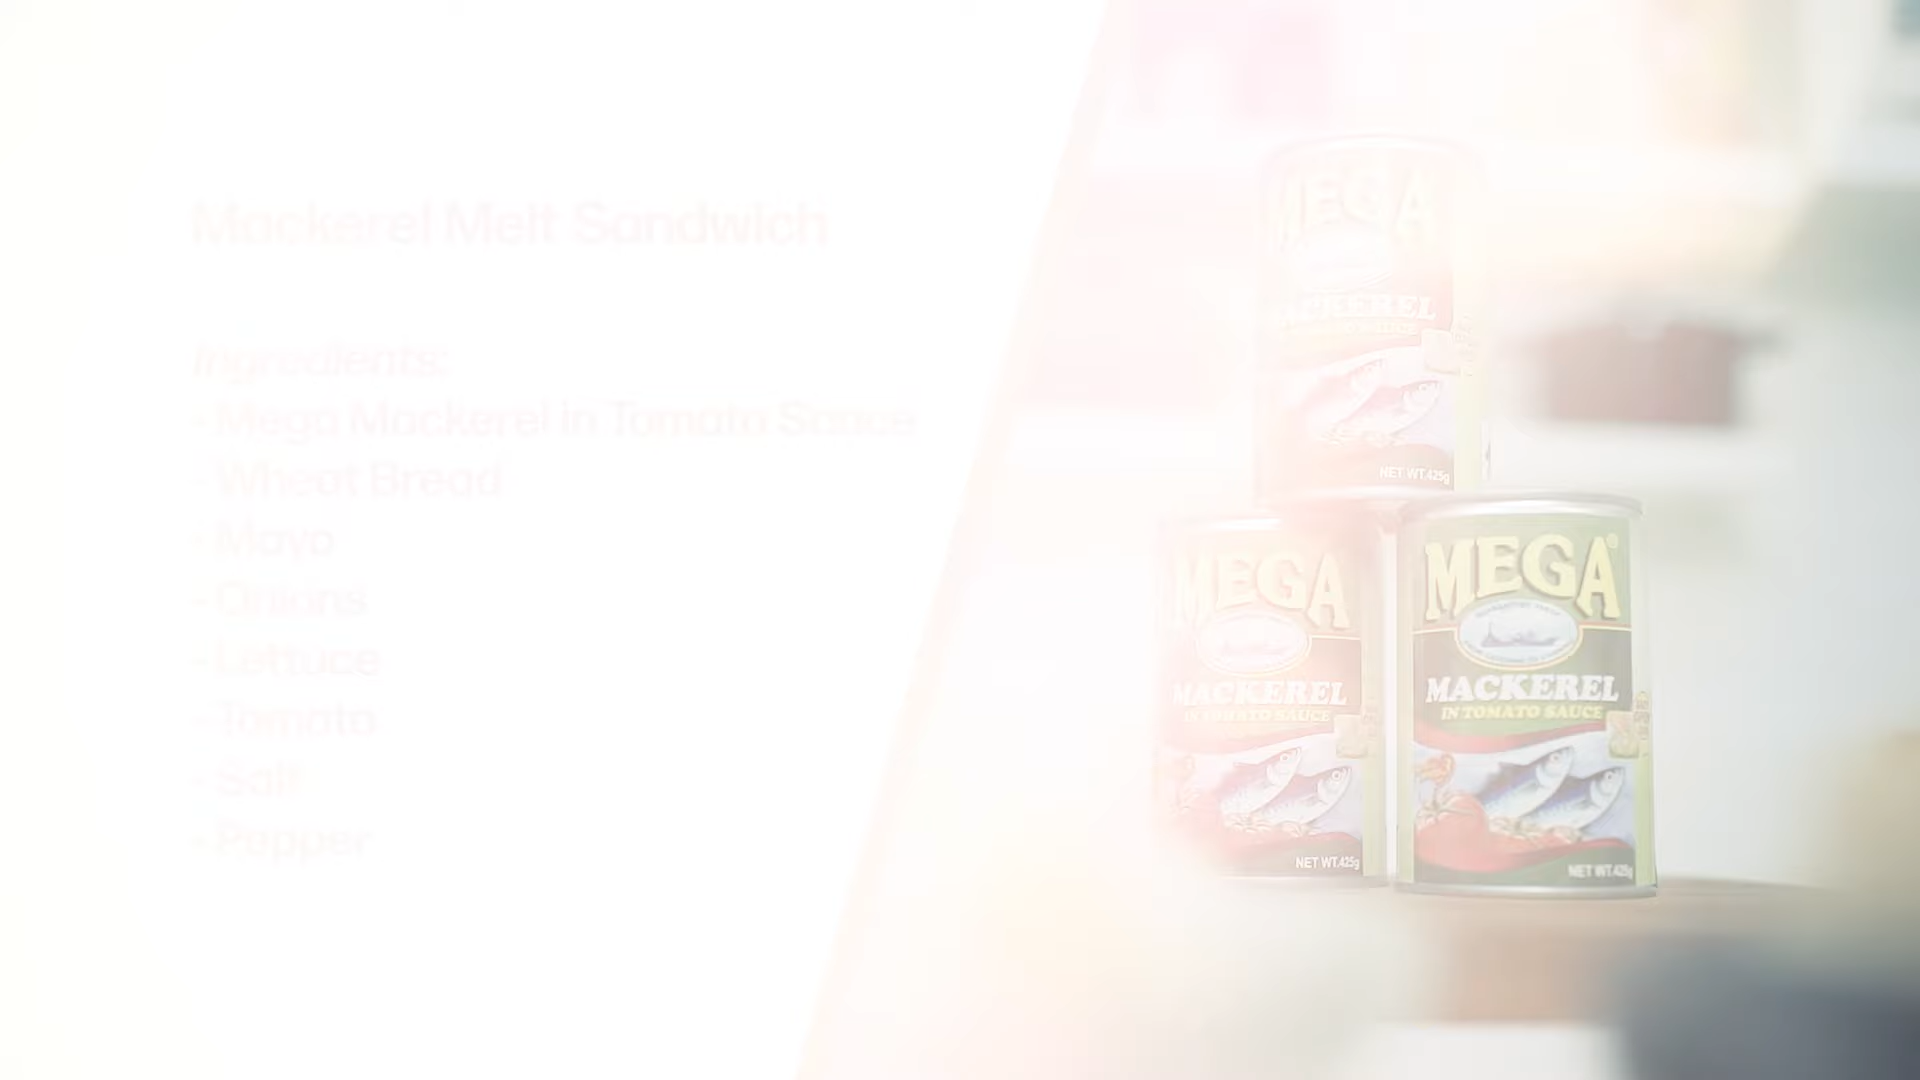 Mackerel Melt Sandwich
Ingredients:
- Mega Mackerel in Tomato Sauce
- Wheat Bread
- Mayo
- Onions
- Lettuce
- Tomato
- Salt
- Pepper
MEGA
MACKEREL
NET WT.425g
MEGA
MACKEREL
IN TOMATO SAUCE
NET WT.425g
MEGA®
MACKEREL
IN TOMATO SAUCE
NET WT.425g